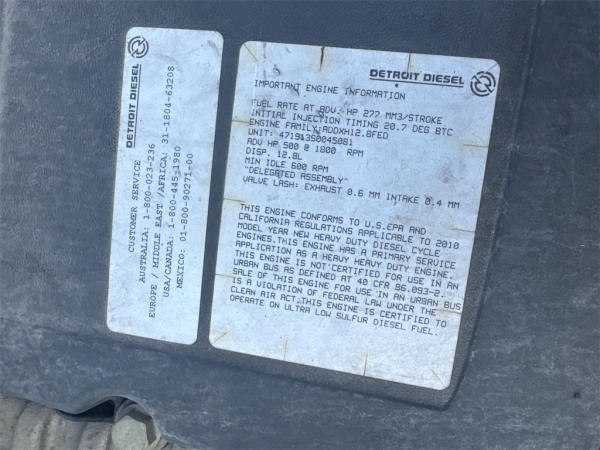 DETROIT DIESEL
CUSTOMER SERVICE
AUSTRALIA: 1-800-023-236
EUROPE / MIDDLE EAST /AFRICA: 31-1804-63208
USA/CANADA: 1-800-445-1980
MEXICO: 01-800-90271-00
DETROIT DIESEL
IMPORTANT ENGINE INFORMATION
FUEL RATE AT ADV. HP 277 MM3/STROKE
INITIAL INJECTION TIMING 20.7 DEG BTC
ENGINE FAMILY:ADDXH12.8FED
UNIT: 471913S0045081
ADV HP 500 @ 1800 RPM
DISP. 12.8L
MIN IDLE 600 RPM
"DELEGATED ASSEMBLY"
VALVE LASH: EXHAUST 0.6 MM INTAKE 0.4 MM
THIS ENGINE CONFORMS TO U.S.EPA AND
CALIFORNIA REGULATIONS APPLICABLE TO 2010
MODEL YEAR NEW HEAVY DUTY DIESEL CYCLE
ENGINES.THIS ENGINE HAS A PRIMARY SERVICE
APPLICATION AS A HEAVY HEAVY DUTY ENGINE.
THIS ENGINE IS NOT CERTIFIED FOR USE IN AN
URBAN BUS AS DEFINED AT 40 CFR 86.093-2.
SALE OF THIS ENGINE FOR USE IN AN URBAN BUS
IS A VIOLATION OF FEDERAL LAW UNDER THE
CLEAN AIR ACT.THIS ENGINE IS CERTIFIED TO
OPERATE ON ULTRA LOW SULFUR DIESEL FUEL.